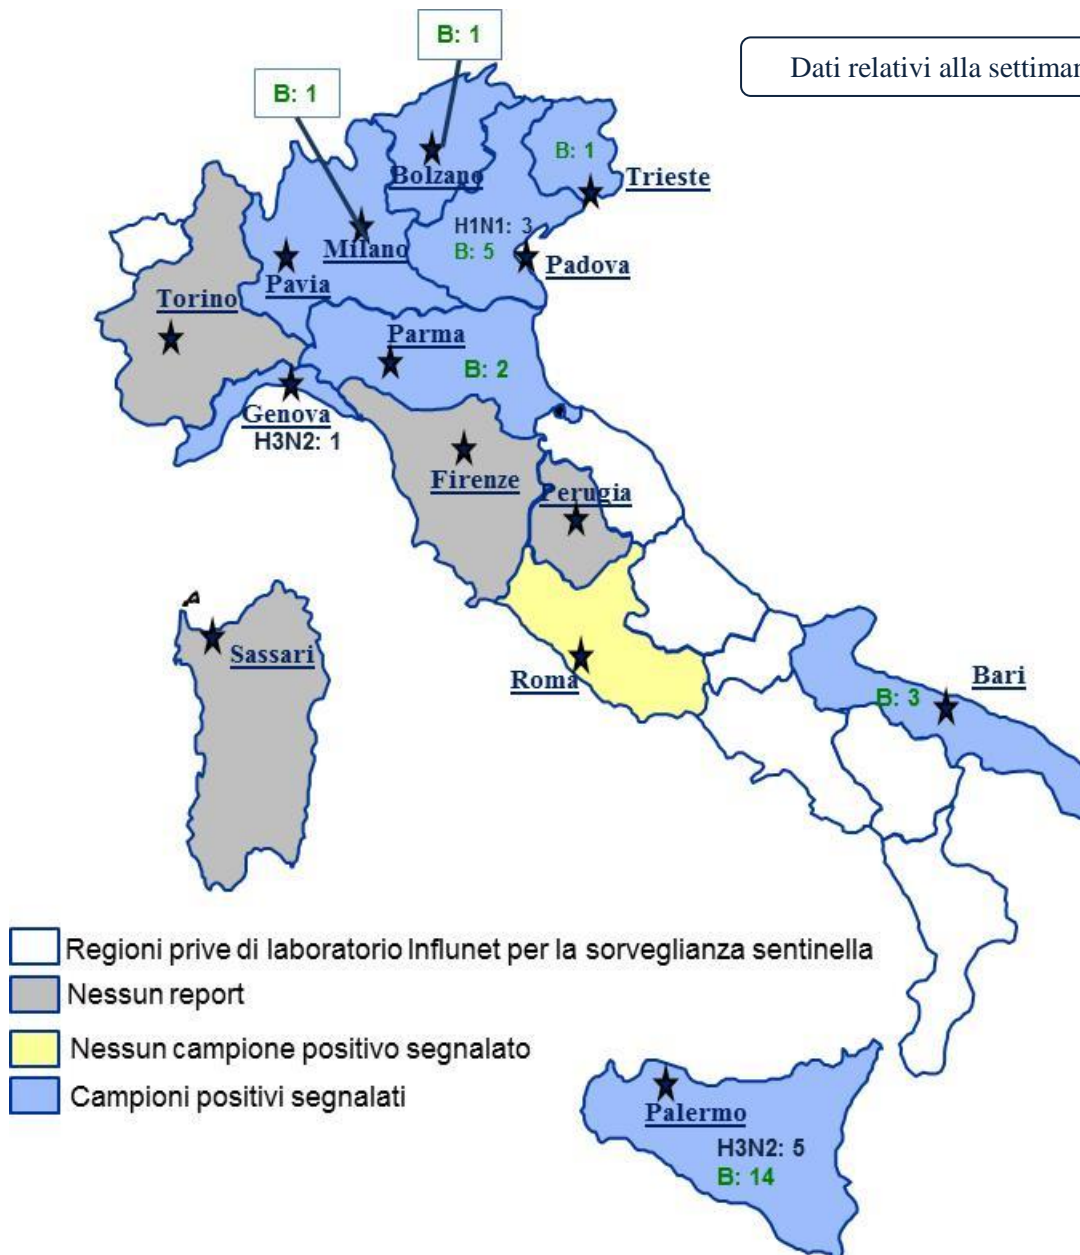 B: 1
Dati relativi alla
B: 1
B: 1
Bolzano
Trieste
H1N1: 3
Milano
B: 5
Padova
Pavia
Torino
Parma
B: 2
Genova
H3N2: 1
Firenze
Perugia
Sassari
Roma
Bari
B: 3
Regioni prive di laboratorio Influnet per la sorveglianza sentinella
Nessun report
Nessun campione positivo segnalato
Campioni positivi segnalati
Palermo
H3N2: 5
B: 14